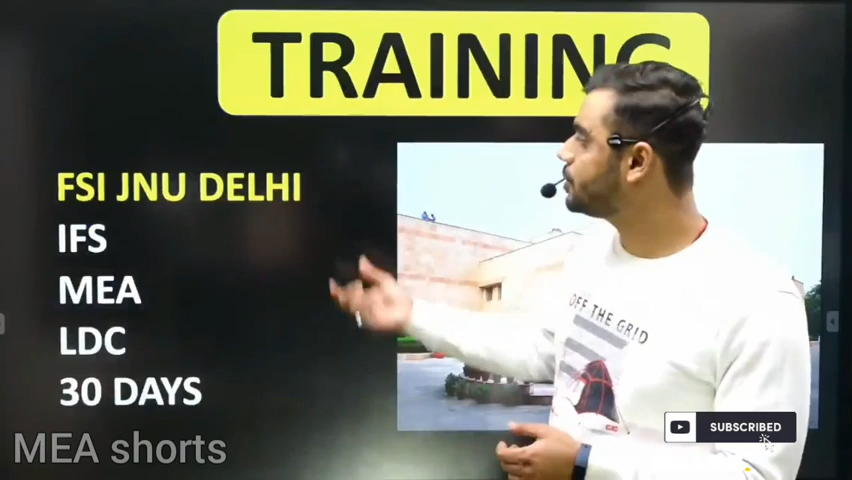 TRAINING
FSI JNU DELHI
IFS
MEA
LDC
30 DAYS
OFF THE GRID
MEA shorts
SUBSCRIBED